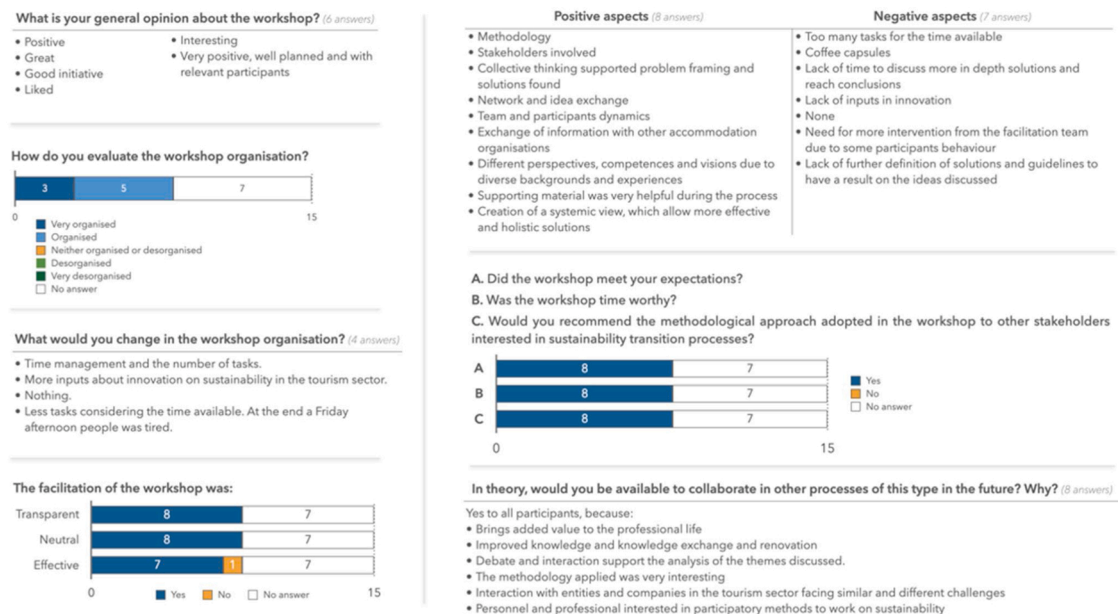 What is your general opinion about the workshop? (6 answers)
• Positive
• Great
• Good initiative
• Liked
• Interesting
• Very positive, well planned and with
relevant participants
How do you evaluate the workshop organisation?
3
5
7
0
15
Very organised
Organised
Neither organised or desorganised
Desorganised
Very desorganised
No answer
What would you change in the workshop organisation? (4 answers)
• Time management and the number of tasks.
• More inputs about innovation on sustainability in the tourism sector.
• Nothing.
• Less tasks considering the time available. At the end a Friday
afternoon people was tired.
The facilitation of the workshop was:
Transparent 8 7
Neutral 8 7
Effective 7 1 7
0 Yes No No answer 15
Positive aspects (8 answers)
• Methodology
• Stakeholders involved
• Collective thinking supported problem framing and
solutions found
• Network and idea exchange
• Team and participants dynamics
• Exchange of information with other accommodation
organisations
• Different perspectives, competences and visions due to
diverse backgrounds and experiences
• Supporting material was very helpful during the process
• Creation of a systemic view, which allow more effective
and holistic solutions
Negative aspects (7 answers)
• Too many tasks for the time available
• Coffee capsules
• Lack of time to discuss more in depth solutions and
reach conclusions
• Lack of inputs in innovation
• None
• Need for more intervention from the facilitation team
due to some participants behaviour
• Lack of further definition of solutions and guidelines to
have a result on the ideas discussed
A. Did the workshop meet your expectations?
B. Was the workshop time worthy?
C. Would you recommend the methodological approach adopted in the workshop to other stakeholders
interested in sustainability transition processes?
A 8 7
B 8 7
C 8 7
0 15
Yes
No
No answer
In theory, would you be available to collaborate in other processes of this type in the future? Why? (8 answers)
Yes to all participants, because:
• Brings added value to the professional life
• Improved knowledge and knowledge exchange and renovation
• Debate and interaction support the analysis of the themes discussed.
• The methodology applied was very interesting
• Interaction with entities and companies in the tourism sector facing similar and different challenges
• Personnel and professional interested in participatory methods to work on sustainability